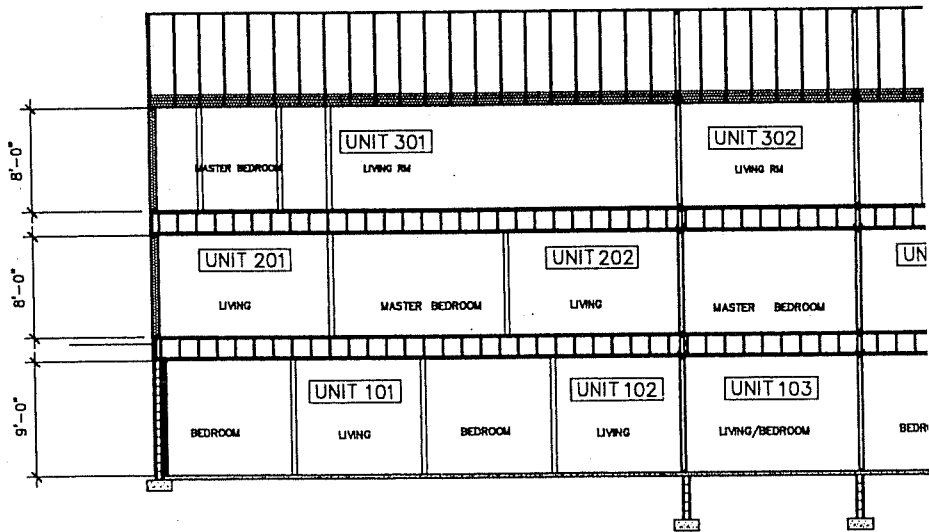 8'-0"
UNIT 301
UNIT 302
MASTER BEDROOM
LIVING RM
LIVING RM
8'-0"
UNIT 201
UNIT 202
UN
LIVING
MASTER BEDROOM
LIVING
MASTER BEDROOM
9'-0"
UNIT 101
UNIT 102
UNIT 103
BEDROOM
LIVING
BEDROOM
LIVING
LIVING/BEDROOM
BEDR